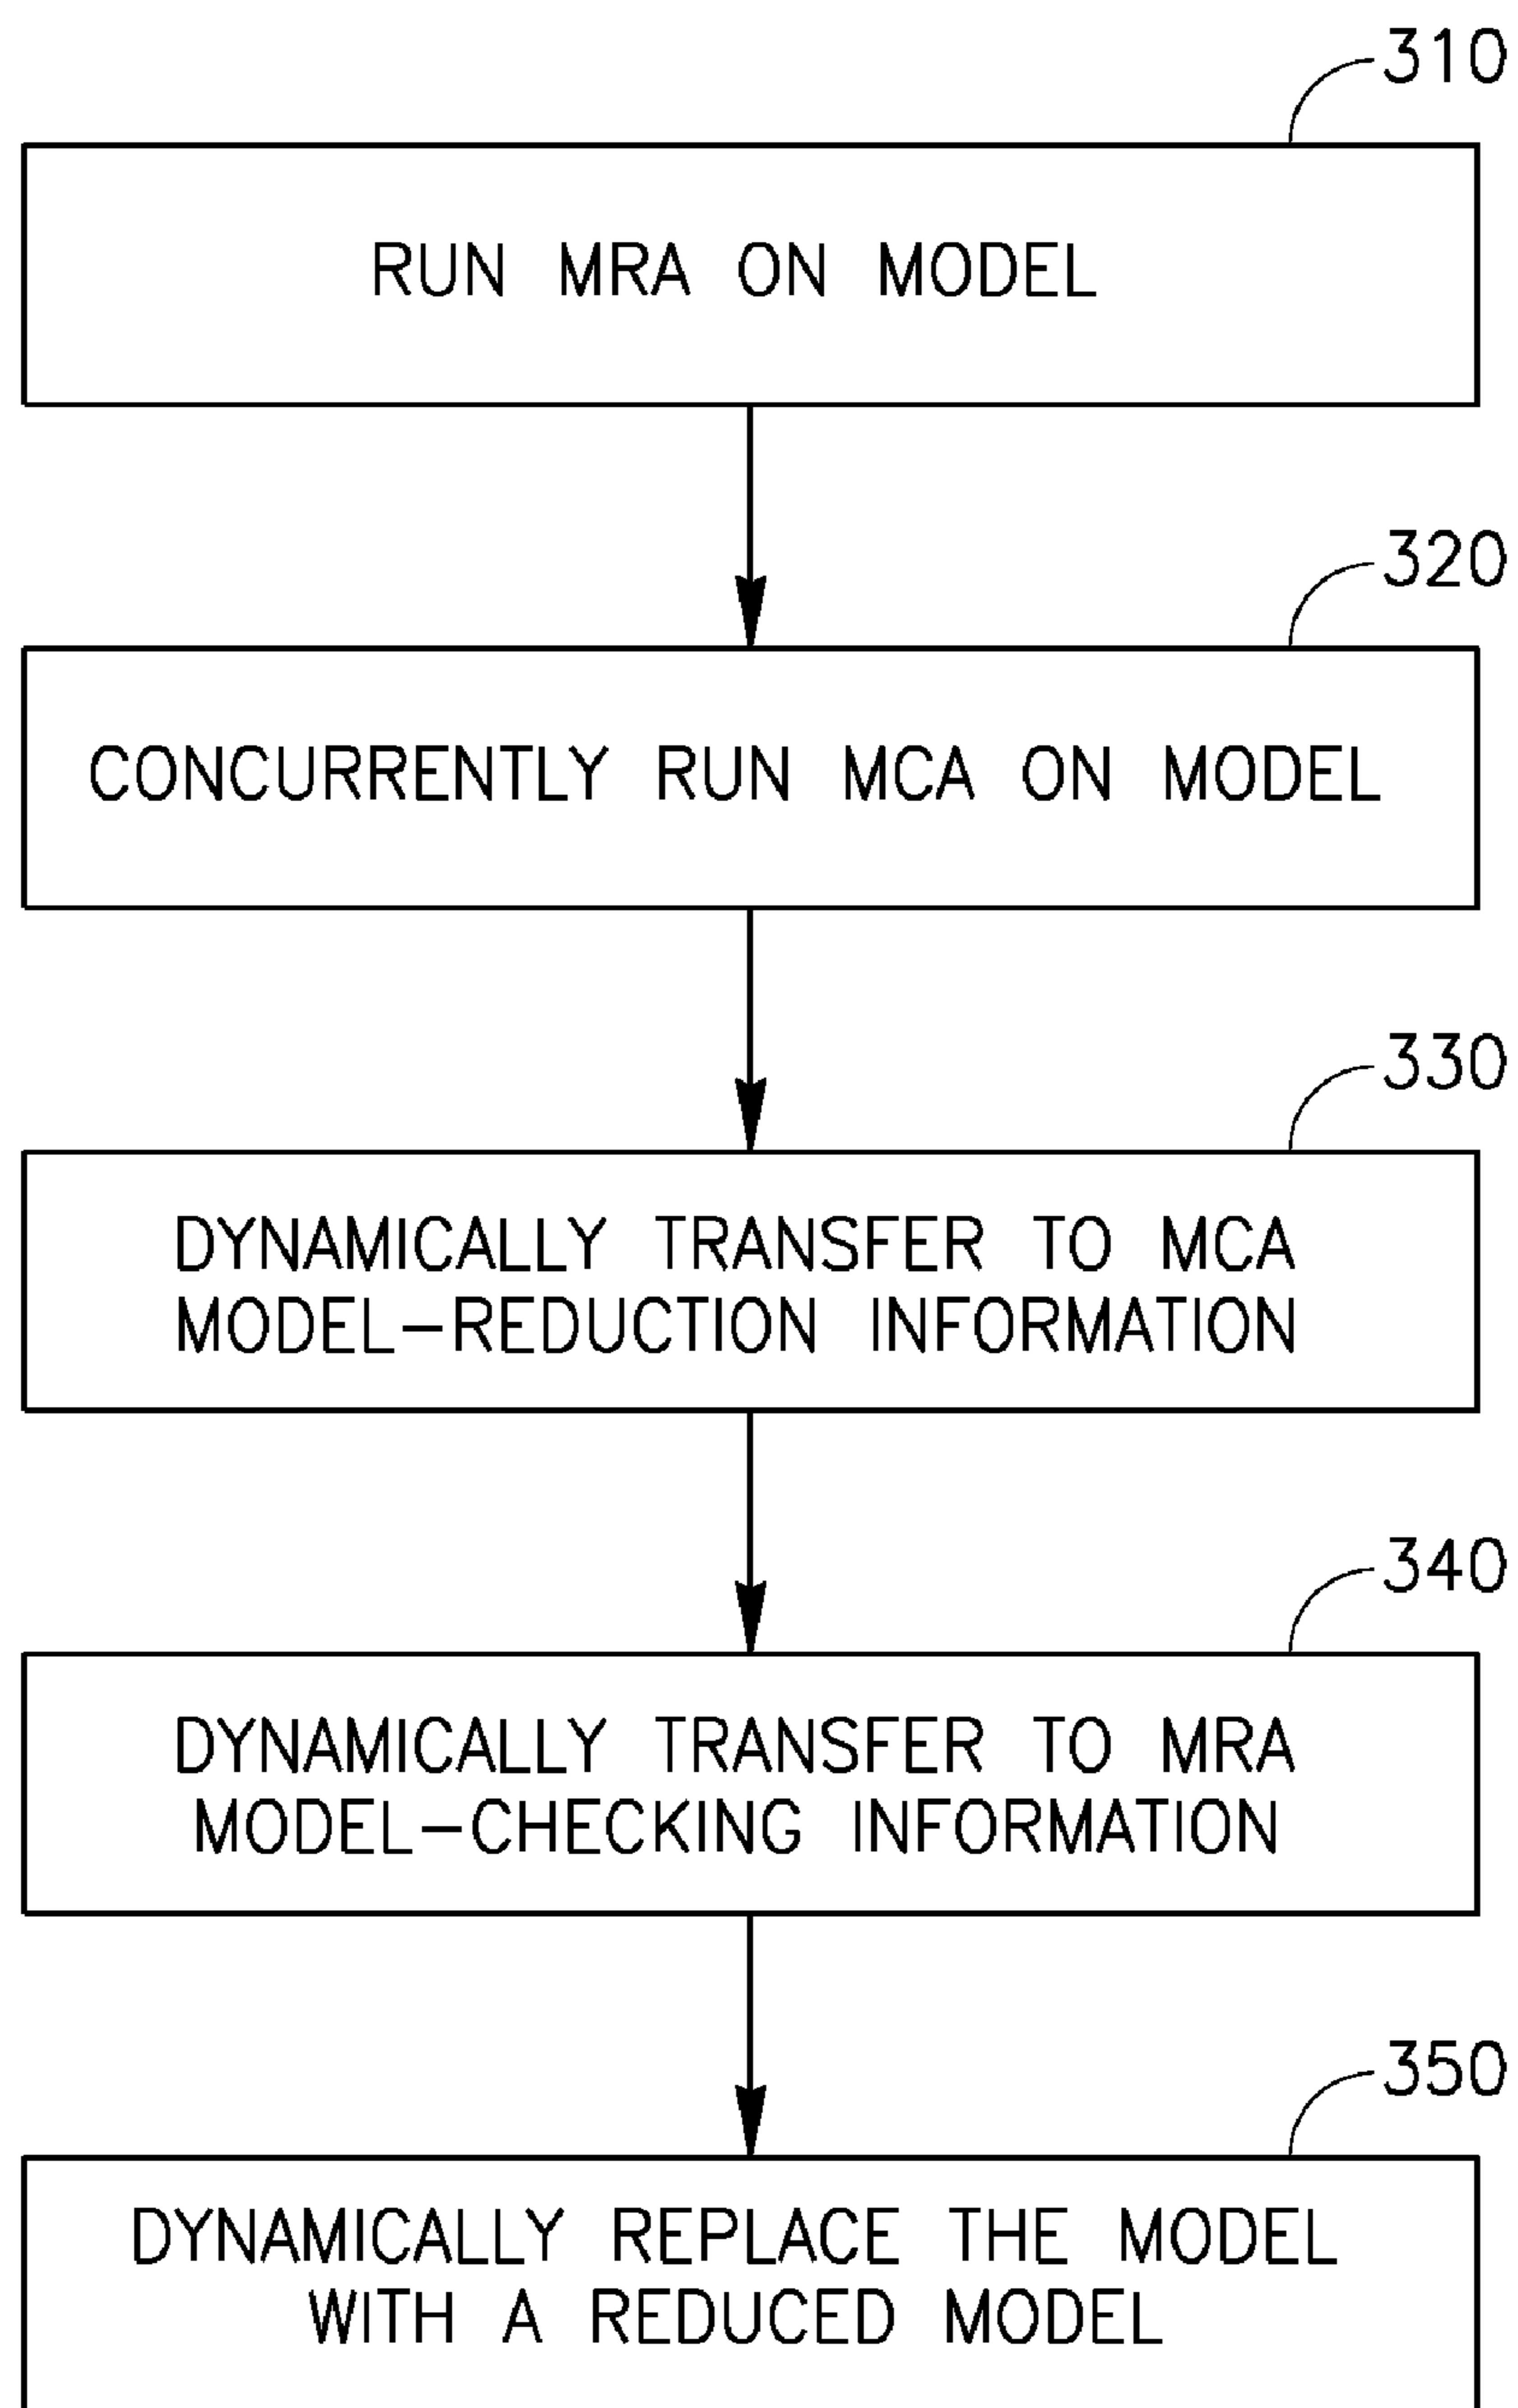 310
RUN MRA ON MODEL
320
CONCURRENTLY RUN MCA ON MODEL
330
DYNAMICALLY TRANSFER TO MCA
MODEL-REDUCTION INFORMATION
340
DYNAMICALLY TRANSFER TO MRA
MODEL-CHECKING INFORMATION
350
DYNAMICALLY REPLACE THE MODEL
WITH A REDUCED MODEL